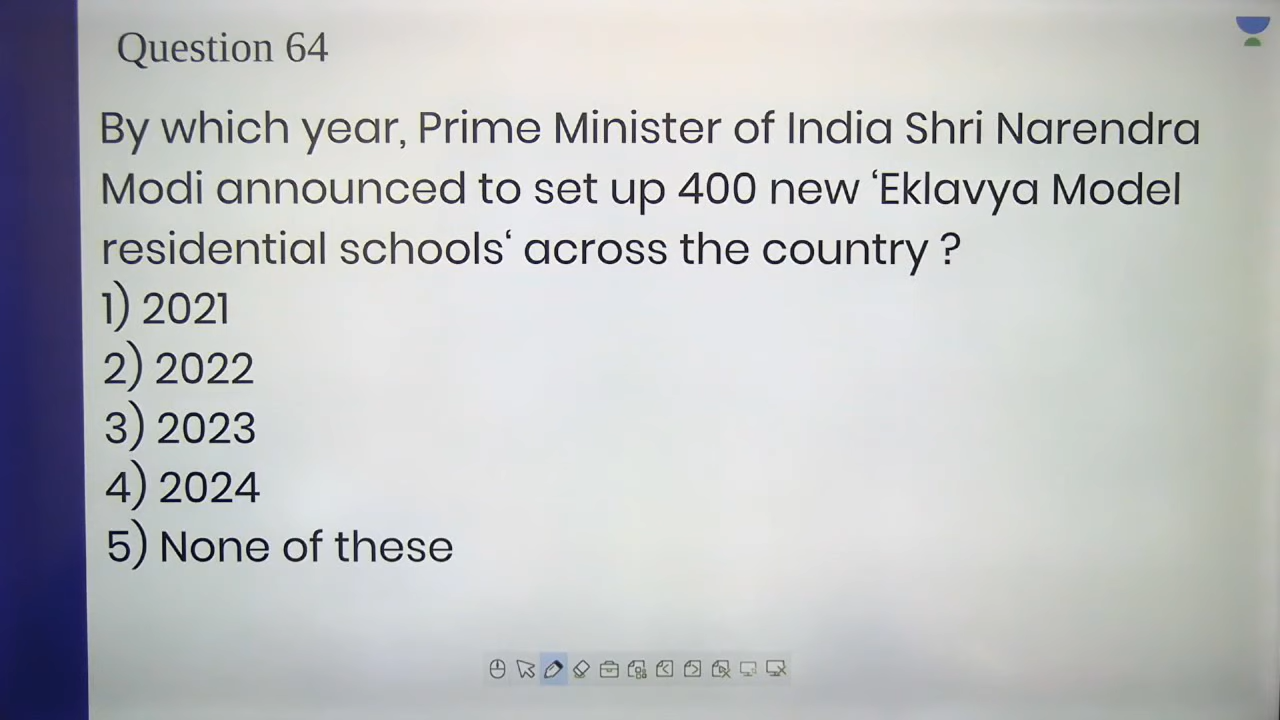 Question 64
By which year, Prime Minister of India Shri Narendra
Modi announced to set up 400 new ‘Eklavya Model
residential schools‘ across the country ?
1) 2021
2) 2022
3) 2023
4) 2024
5) None of these